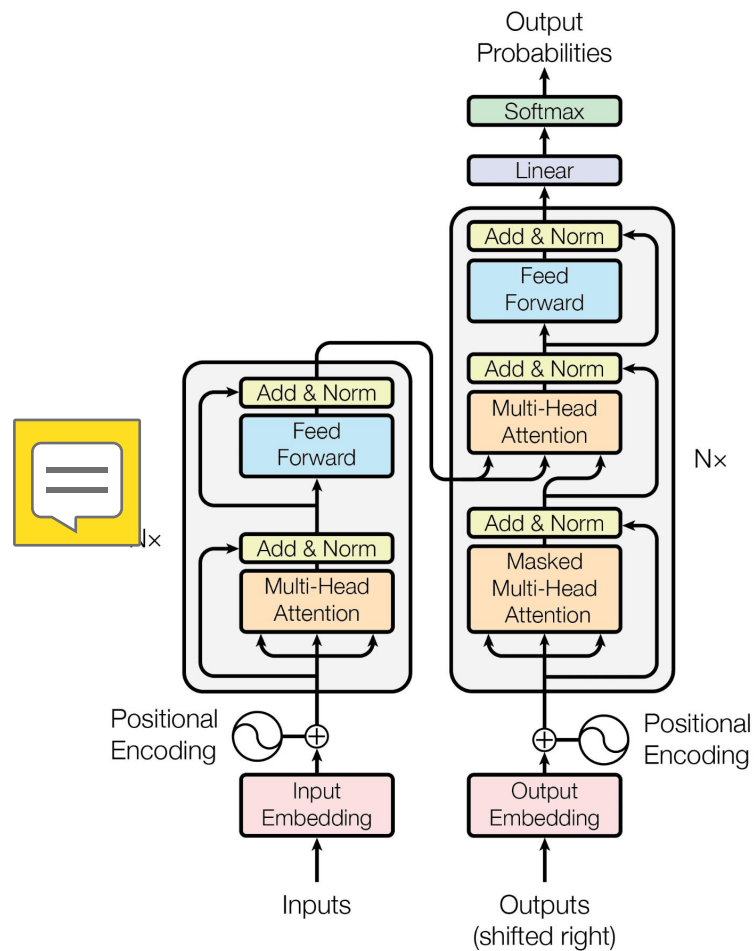 Output
Probabilities
Softmax
Linear
Add & Norm
Feed
Forward
Add & Norm
Multi-Head
Attention
Add & Norm
Masked
Multi-Head
Attention
N×
Add & Norm
Feed
Forward
Add & Norm
Multi-Head
Attention
N×
Positional
Encoding
Positional
Encoding
Input
Embedding
Output
Embedding
Inputs
Outputs
(shifted right)